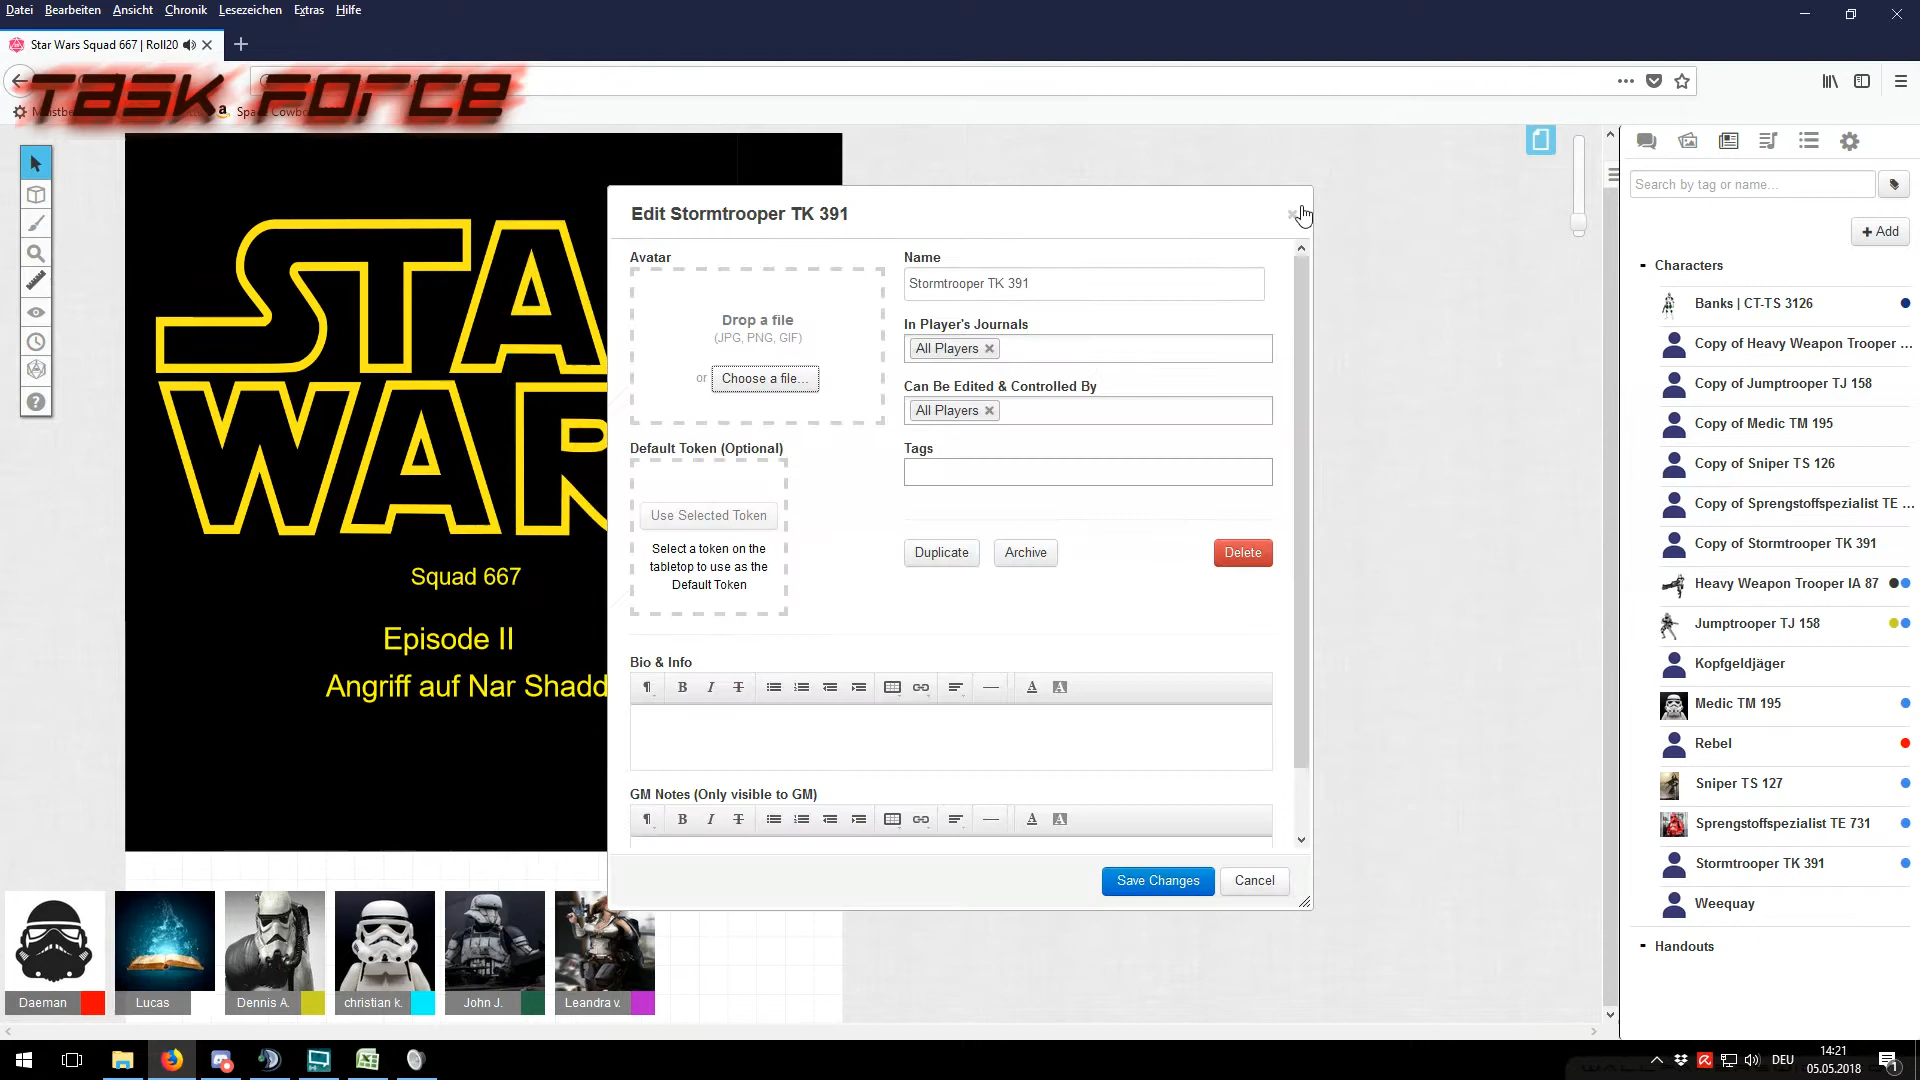 Datei Bearbeiten Ansicht Chronik Lesezeichen Extras Hilfe
Star Wars Squad 667 | Roll20
TASK FORCE
Search by tag or name...
+ Add
Characters
Banks | CT-TS 3126
Copy of Heavy Weapon Trooper ...
Copy of Jumptrooper TJ 158
Copy of Medic TM 195
Copy of Sniper TS 126
Copy of Sprengstoffspezialist TE ...
Copy of Stormtrooper TK 391
Heavy Weapon Trooper IA 87
Jumptrooper TJ 158
Kopfgeldjäger
Medic TM 195
Rebel
Sniper TS 127
Sprengstoffspezialist TE 731
Stormtrooper TK 391
Weequay
Handouts
STA
WAR
Squad 667
Episode II
Angriff auf Nar Shadd
Edit Stormtrooper TK 391
Avatar
Drop a file
(JPG, PNG, GIF)
or Choose a file...
Default Token (Optional)
Use Selected Token
Select a token on the
tabletop to use as the
Default Token
Name
Stormtrooper TK 391
In Player's Journals
All Players
Can Be Edited & Controlled By
All Players
Tags
Duplicate Archive Delete
Bio & Info
GM Notes (Only visible to GM)
Save Changes Cancel
Daeman Lucas Dennis A. christian k. John J. Leandra v.
DEU
14:21
05.05.2018